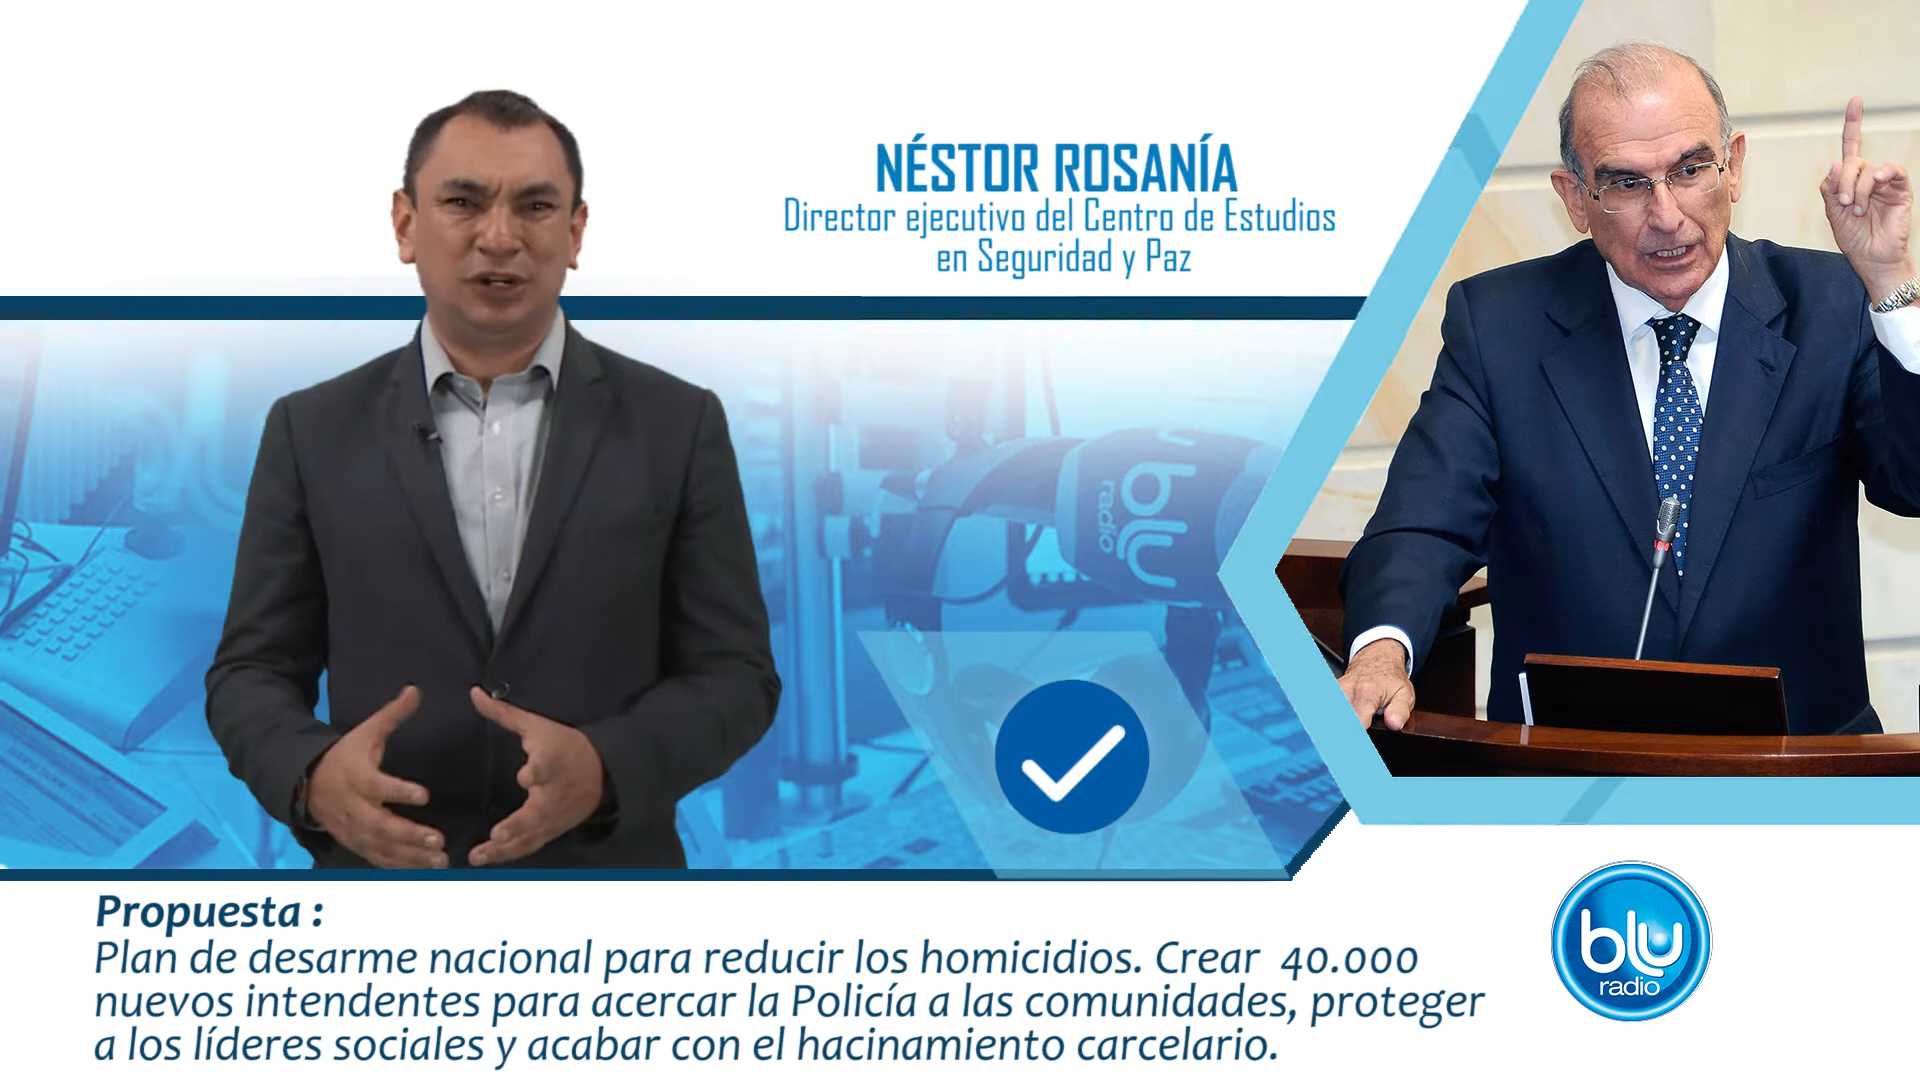 NÉSTOR ROSANÍA
Director ejecutivo del Centro de Estudios
en Seguridad y Paz
blu
radio
Propuesta :
Plan de desarme nacional para reducir los homicidios. Crear 40.000
nuevos intendentes para acercar la Policía a las comunidades, proteger
a los líderes sociales y acabar con el hacinamiento carcelario.
blu
radio